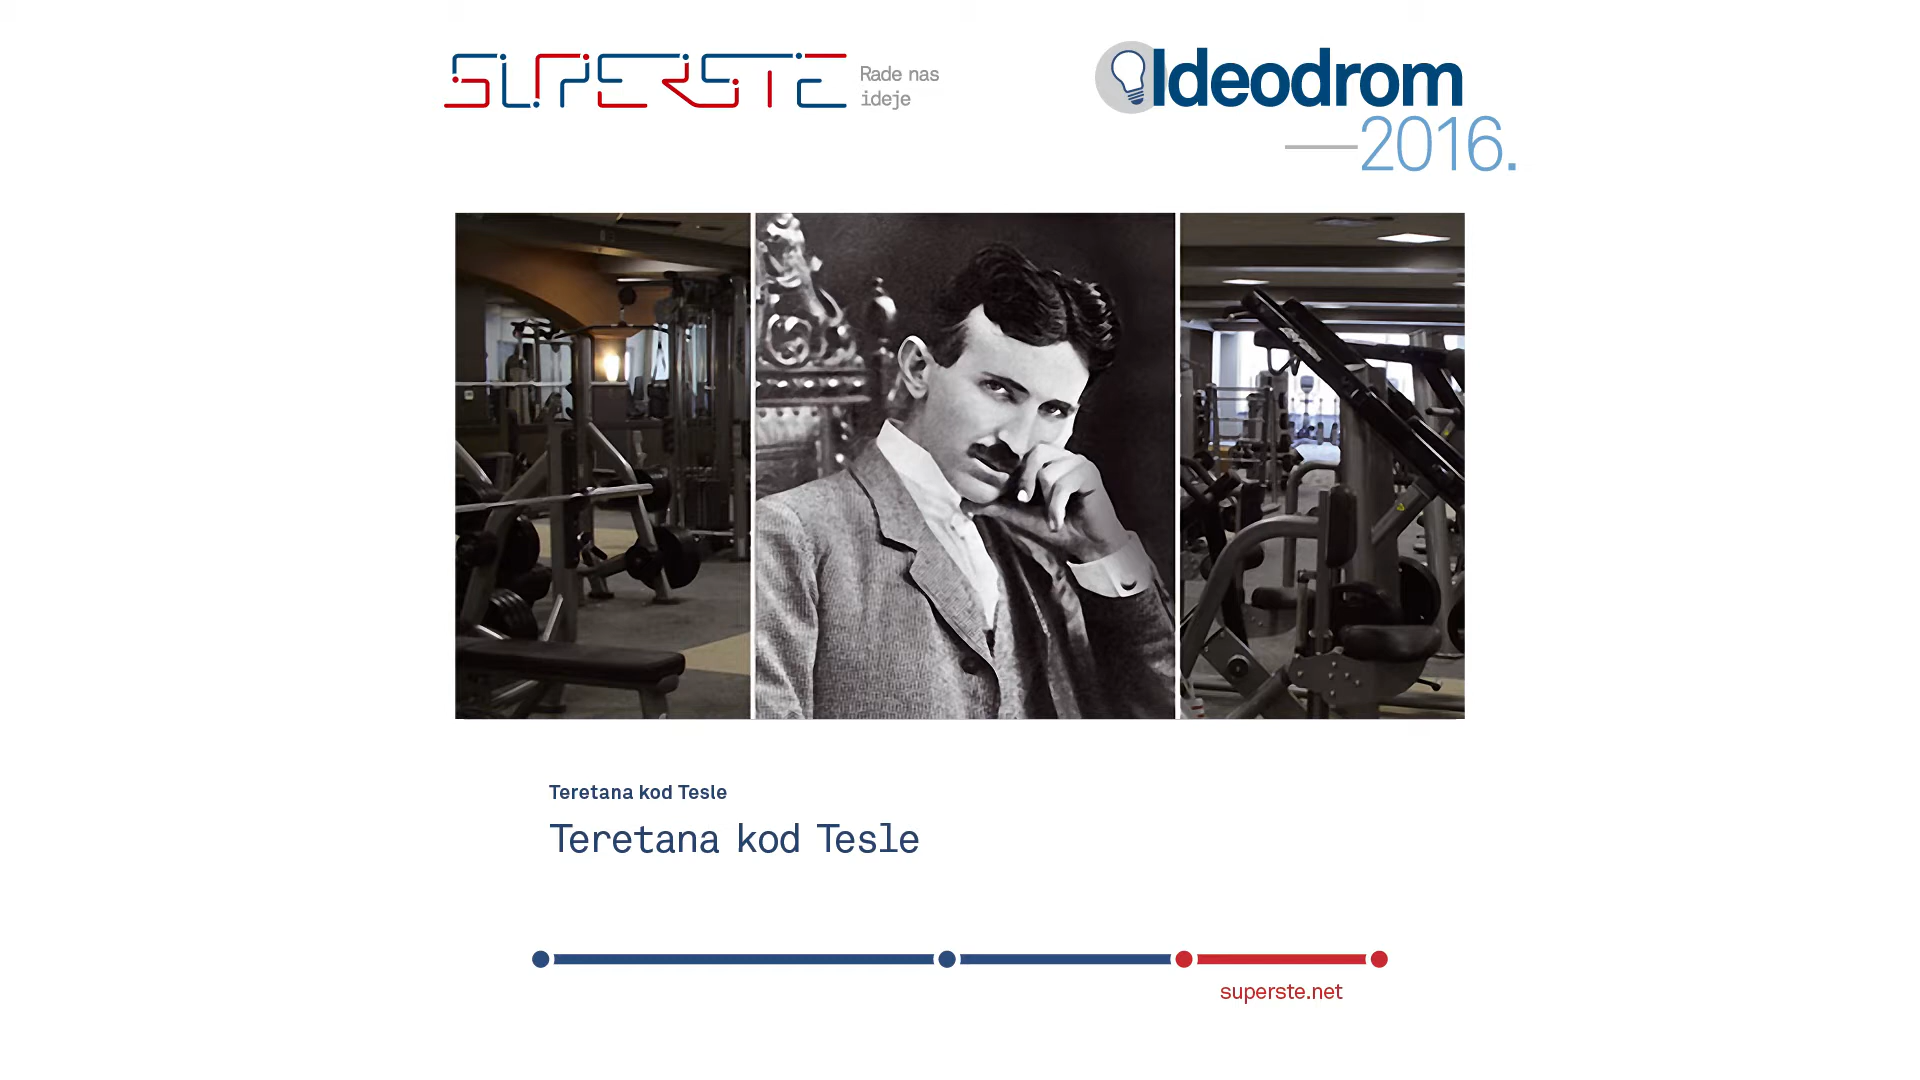 SUPERSTE
Rade nas
ideje
Ideodrom
2016.
Teretana kod Tesle
Teretana kod Tesle
superste.net